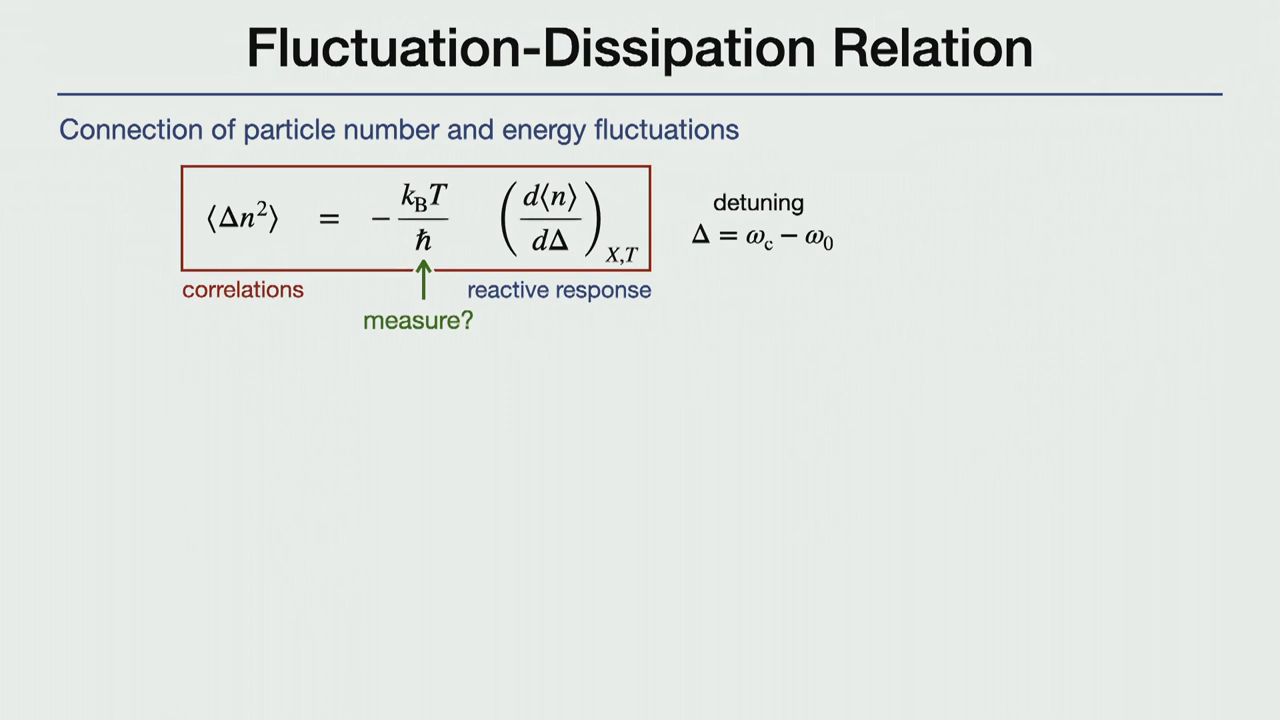 Fluctuation-Dissipation Relation
Connection of particle number and energy fluctuations
⟨Δn²⟩ = − k_B T / ħ (d⟨n⟩ / dΔ)_X,T
detuning
Δ = ω_c − ω_0
correlations
reactive response
measure?